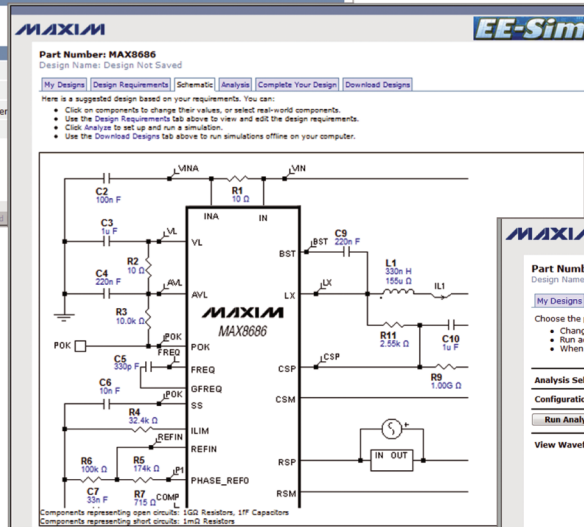 MAXIM
EE-Sim
Part Number: MAX8686
Design Name: Design Not Saved
My Designs Design Requirements Schematic Analysis Complete Your Design Download Designs
Here is a suggested design based on your requirements. You can:
• Click on components to change their values, or select real-world components.
• Use the Design Requirements tab above to view and edit the design requirements.
• Click Analyze to set up and run a simulation.
• Use the Download Designs tab above to run simulations offline on your computer.
VINA VIN
C2
100n F
R1
10 Ω
INA IN
C3
1u F
VL
VL
R2
10 Ω
C4
220n F
AVL
AVL
R3
10.0k Ω
MAXIM
MAX8686
BST
BST
C9
220n F
LX
LX
L1
330n H
155u Ω
IL1
R11
2.55k Ω
C10
1u F
POK
POK
POK
FREQ
C5
330p F
FREQ
GFREQ
CSP
CSP
R9
1.00G Ω
CSM
C6
10n F
POK
SS
R4
32.4k Ω
ILIM
REFIN
REFIN
IN OUT
RSP
R6
100k Ω
R5
174k Ω
P1
PHASE_REF0
C7
33n F
R7
715 Ω
COMP
RSM
Components representing open circuits: 1GΩ Resistors, 1fF Capacitors
Components representing short circuits: 1mΩ Resistors
Part Numb
Design Name
My Designs
Choose the
• Chang
• Run a
• When
Analysis Se
Configuratio
Run Analy
View Wave